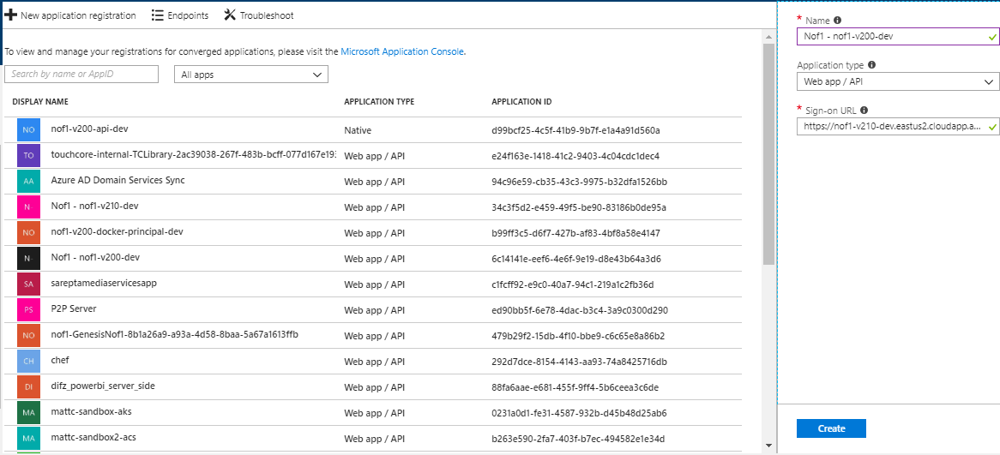 New application registration Endpoints Troubleshoot
To view and manage your registrations for converged applications, please visit the Microsoft Application Console.
Search by name or AppID All apps
DISPLAY NAME APPLICATION TYPE APPLICATION ID
NO nof1-v200-api-dev Native d99bcf25-4c5f-41b9-9b7f-e1a4a91d560a
TO touchcore-internal-TCLibrary-2ac39038-267f-483b-bcff-077d167e193 Web app / API e24f163e-1418-41c2-9403-4c04cdc1dec4
AA Azure AD Domain Services Sync Web app / API 94c96e59-cb35-43c3-9975-b32dfa1526bb
N- Nof1 - nof1-v210-dev Web app / API 34c3f5d2-e459-49f5-be90-83186b0de95a
NO nof1-v200-docker-principal-dev Web app / API b99ff3c5-d6f7-427b-af83-4bf8a58e4147
N- Nof1 - nof1-v200-dev Web app / API 6c14141e-eef6-4e6f-9e19-d8e43b64a3d6
SA sareptamediaservicesapp Web app / API c1fcff92-e9c0-40a7-94c1-219a1c2fb36d
PS P2P Server Web app / API ed90bb5f-6e78-4dac-b3c4-3a9c0300d290
NO nof1-GenesisNof1-8b1a26a9-a93a-4d58-8baa-5a67a1613ffb Web app / API 479b29f2-15db-4f10-bbe9-c6c65e8a86b2
CH chef Web app / API 292d7dce-8154-4143-aa93-74a8425716db
DI difz_powerbi_server_side Web app / API 88fa6aae-e681-455f-9ff4-5b6ceea3c6de
MA mattc-sandbox-aks Web app / API 0231a0d1-fe31-4587-932b-d45b48d25ab6
MA mattc-sandbox2-acs Web app / API b263e590-2fa7-403f-b7ec-494582e1e34d
* Name
Nof1 - nof1-v200-dev
Application type
Web app / API
* Sign-on URL
https://nof1-v210-dev.eastus2.cloudapp.a...
Create